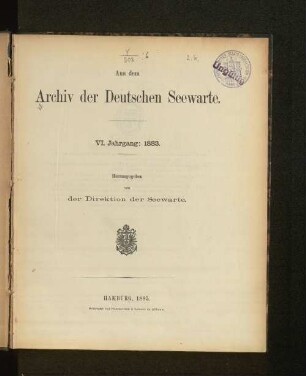 Aus dem
Archiv der Deutschen Seewarte.
VI. Jahrgang: 1883.
Herausgegeben
von
der Direktion der Seewarte.
HAMBURG, 1885.